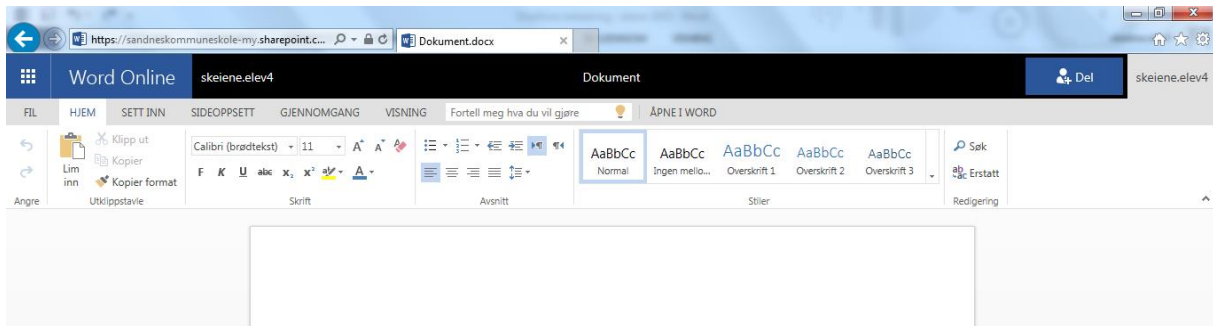 https://sandneskommuneskole-my.sharepoint.c... Dokument.docx
Word Online skeiene.elev4 Dokument Del skeiene.elev4
FIL HJEM SETT INN SIDEOPPSETT GJENNOMGANG VISNING Fortell meg hva du vil gjøre ÅPNE I WORD
Klipp ut
Kopier
Lim inn Kopier format
Calibri (brødtekst) 11
F K U abc x₂ x²
AaBbCc AaBbCc AaBbCc AaBbCc AaBbCc
Normal Ingen mello... Overskrift 1 Overskrift 2 Overskrift 3
Søk
Erstatt
Angre Utklippstavle Skrift Avsnitt Stiler Redigering